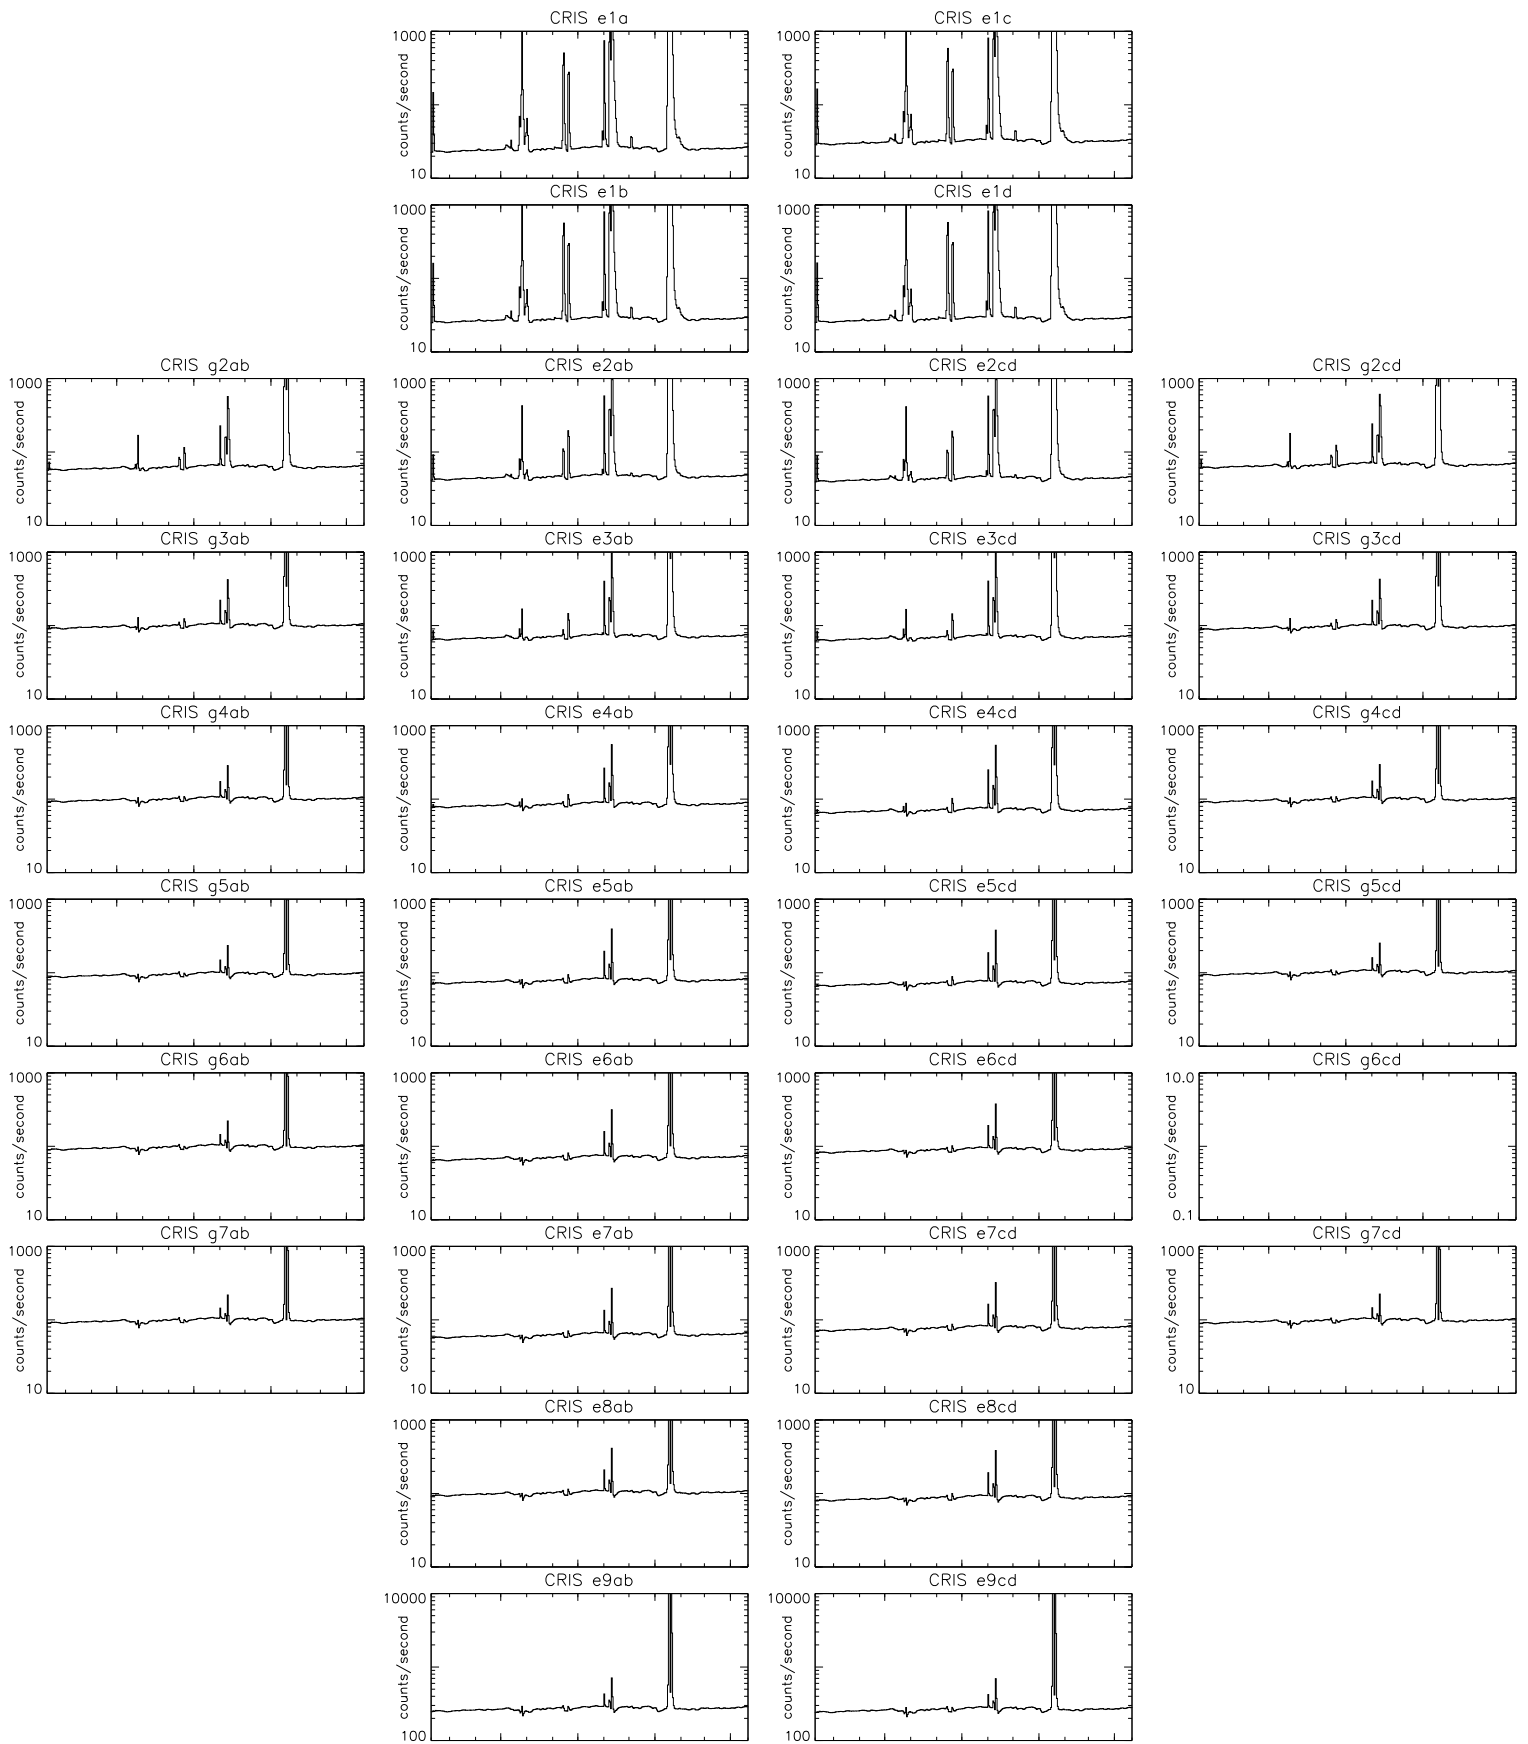 CRIS e1a CRIS e1c
1000 1000
counts/second counts/second
10 10
CRIS e1b CRIS e1d
1000 1000
counts/second counts/second
10 10
CRIS g2ab CRIS e2ab CRIS e2cd CRIS g2cd
1000 1000 1000 1000
counts/second counts/second counts/second counts/second
10 10 10 10
CRIS g3ab CRIS e3ab CRIS e3cd CRIS g3cd
1000 1000 1000 1000
counts/second counts/second counts/second counts/second
10 10 10 10
CRIS g4ab CRIS e4ab CRIS e4cd CRIS g4cd
1000 1000 1000 1000
counts/second counts/second counts/second counts/second
10 10 10 10
CRIS g5ab CRIS e5ab CRIS e5cd CRIS g5cd
1000 1000 1000 1000
counts/second counts/second counts/second counts/second
10 10 10 10
CRIS g6ab CRIS e6ab CRIS e6cd CRIS g6cd
1000 1000 1000 10.0
counts/second counts/second counts/second counts/second
10 10 10 0.1
CRIS g7ab CRIS e7ab CRIS e7cd CRIS g7cd
1000 1000 1000 1000
counts/second counts/second counts/second counts/second
10 10 10 10
CRIS e8ab CRIS e8cd
1000 1000
counts/second counts/second
10 10
CRIS e9ab CRIS e9cd
10000 10000
counts/second counts/second
100 100